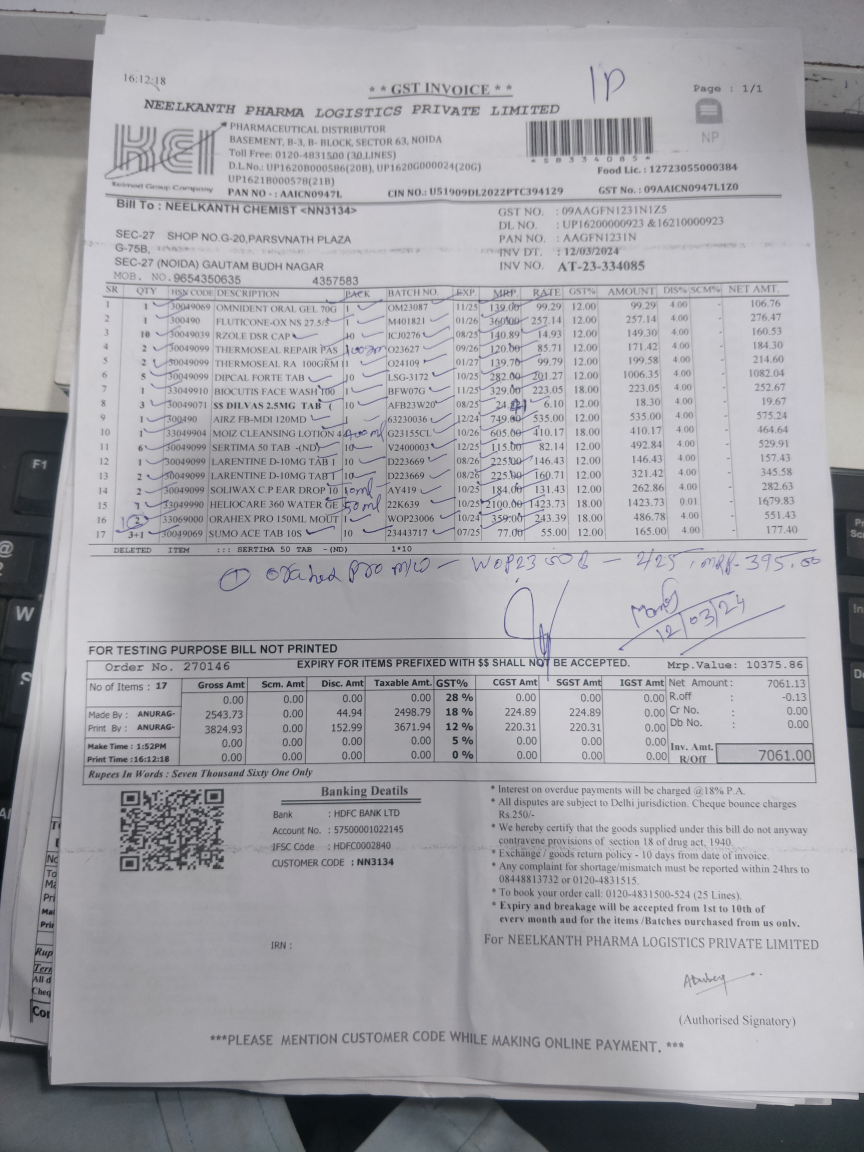 16:12:18
* * GST INVOICE * *
1P
Page : 1/1
NEELKANTH PHARMA LOGISTICS PRIVATE LIMITED
NP
KEI
Keimed Group Company
PHARMACEUTICAL DISTRIBUTOR
BASEMENT, B-3, B- BLOCK, SECTOR 63, NOIDA
Toll Free: 0120-4831500 (30 LINES)
D.L.No.: UP1620B000586(20B), UP1620G000024(20G)
UP1621B000578(21B)
*58334085*
Food Lic. : 12723055000384
PAN NO - : AAICN0947L CIN NO.: U51909DL2022PTC394129 GST No. : 09AAICN0947L1Z0
Bill To : NEELKANTH CHEMIST <NN3134>
SEC-27 SHOP NO.G-20,PARSVNATH PLAZA
G-75B,
SEC-27 (NOIDA) GAUTAM BUDH NAGAR
MOB. NO.9654350635 4357583
GST NO. : 09AAGFN1231N1Z5
DL NO. : UP16200000923 &16210000923
PAN NO. : AAGFN1231N
INV DT. : 12/03/2024
INV NO. AT-23-334085
SR QTY HSN CODE DESCRIPTION PACK BATCH NO. EXP. MRP. RATE GST% AMOUNT DIS% SCM% NET AMT.
1 1 30049069 OMNIDENT ORAL GEL 70G 1 OM23087 11/25 139.00 99.29 12.00 99.29 4.00 - 106.76
2 1 300490 FLUTICONE-OX NS 27.5/5 1 M401821 01/26 360.00 257.14 12.00 257.14 4.00 - 276.47
3 10 30049039 RZOLE DSR CAP 10 ICJ0276 08/25 140.89 14.93 12.00 149.30 4.00 - 160.53
4 2 30049099 THERMOSEAL REPAIR PAS 100gm O23627 09/26 120.00 85.71 12.00 171.42 4.00 - 184.30
5 2 30049099 THERMOSEAL RA 100GRM 1 O24109 01/27 139.70 99.79 12.00 199.58 4.00 - 214.60
6 5 30049099 DIPCAL FORTE TAB 10 LSG-3172 10/25 282.00 201.27 12.00 1006.35 4.00 - 1082.04
7 1 33049910 BIOCUTIS FACE WASH 100 1 BFW07G 11/25 329.00 223.05 18.00 223.05 4.00 - 252.67
8 3 30049071 $$ DILVAS 2.5MG TAB ( 10 AFB23W20 08/25 6.10 12.00 18.30 4.00 - 19.67
9 1 300490 AIRZ FB-MDI 120MD 1 63230036 12/24 749.00 535.00 12.00 535.00 4.00 - 575.24
10 1 33049904 MOIZ CLEANSING LOTION 400ml G23155CL 10/26 605.00 410.17 18.00 410.17 4.00 - 464.64
11 6 30049099 SERTIMA 50 TAB -(ND) 10 V2400003 12/25 115.00 82.14 12.00 492.84 4.00 - 529.91
12 1 30049099 LARENTINE D-10MG TAB 1 10 D223669 08/26 225.00 146.43 12.00 146.43 4.00 - 157.43
13 2 30049099 LARENTINE D-10MG TAB 1 10 D223669 08/26 225.00 160.71 12.00 321.42 4.00 - 345.58
14 2 30049099 SOLIWAX C.P EAR DROP 10 10ml AY419 10/25 184.00 131.43 12.00 262.86 4.00 - 282.63
15 1 33049990 HELIOCARE 360 WATER GE 50ml 22K639 10/25 2100.00 1423.73 18.00 1423.73 0.01 - 1679.83
16 2 33069000 ORAHEX PRO 150ML MOUT 1 WOP23006 10/24 359.00 243.39 18.00 486.78 4.00 - 551.43
17 3+1 30049069 SUMO ACE TAB 10S 10 23443717 07/25 77.00 55.00 12.00 165.00 4.00 - 177.40
DELETED ITEM ::: SERTIMA 50 TAB -(ND) 1*10
① Orahex Pro m/w - WOP23008 - 2/25, MRP. 395.00
12/03/24
FOR TESTING PURPOSE BILL NOT PRINTED
Order No. 270146 EXPIRY FOR ITEMS PREFIXED WITH $$ SHALL NOT BE ACCEPTED. Mrp.Value: 10375.86
No of Items : 17 Gross Amt Scm. Amt Disc. Amt Taxable Amt. GST% CGST Amt SGST Amt IGST Amt Net Amount: 7061.13
0.00 0.00 0.00 0.00 28 % 0.00 0.00 0.00 R.off : -0.13
Made By : ANURAG- 2543.73 0.00 44.94 2498.79 18 % 224.89 224.89 0.00 Cr No. : 0.00
Print By : ANURAG- 3824.93 0.00 152.99 3671.94 12 % 220.31 220.31 0.00 Db No. : 0.00
Make Time : 1:52PM 0.00 0.00 0.00 0.00 5 % 0.00 0.00 0.00
Print Time :16:12:18 0.00 0.00 0.00 0.00 0 % 0.00 0.00 0.00 Inv. Amt. R/Off 7061.00
Rupees In Words : Seven Thousand Sixty One Only
Banking Deatils
Bank : HDFC BANK LTD
Account No. : 57500001022145
IFSC Code : HDFC0002840
CUSTOMER CODE : NN3134
IRN :
* Interest on overdue payments will be charged @18% P.A.
* All disputes are subject to Delhi jurisdiction. Cheque bounce charges
Rs.250/-
* We hereby certify that the goods supplied under this bill do not anyway
contravene provisions of section 18 of drug act, 1940.
* Exchange / goods return policy - 10 days from date of invoice.
* Any complaint for shortage/mismatch must be reported within 24hrs to
08448813732 or 0120-4831515.
* To book your order call: 0120-4831500-524 (25 Lines).
* Expiry and breakage will be accepted from 1st to 10th of
every month and for the items /Batches purchased from us only.
For NEELKANTH PHARMA LOGISTICS PRIVATE LIMITED
(Authorised Signatory)
***PLEASE MENTION CUSTOMER CODE WHILE MAKING ONLINE PAYMENT. ***